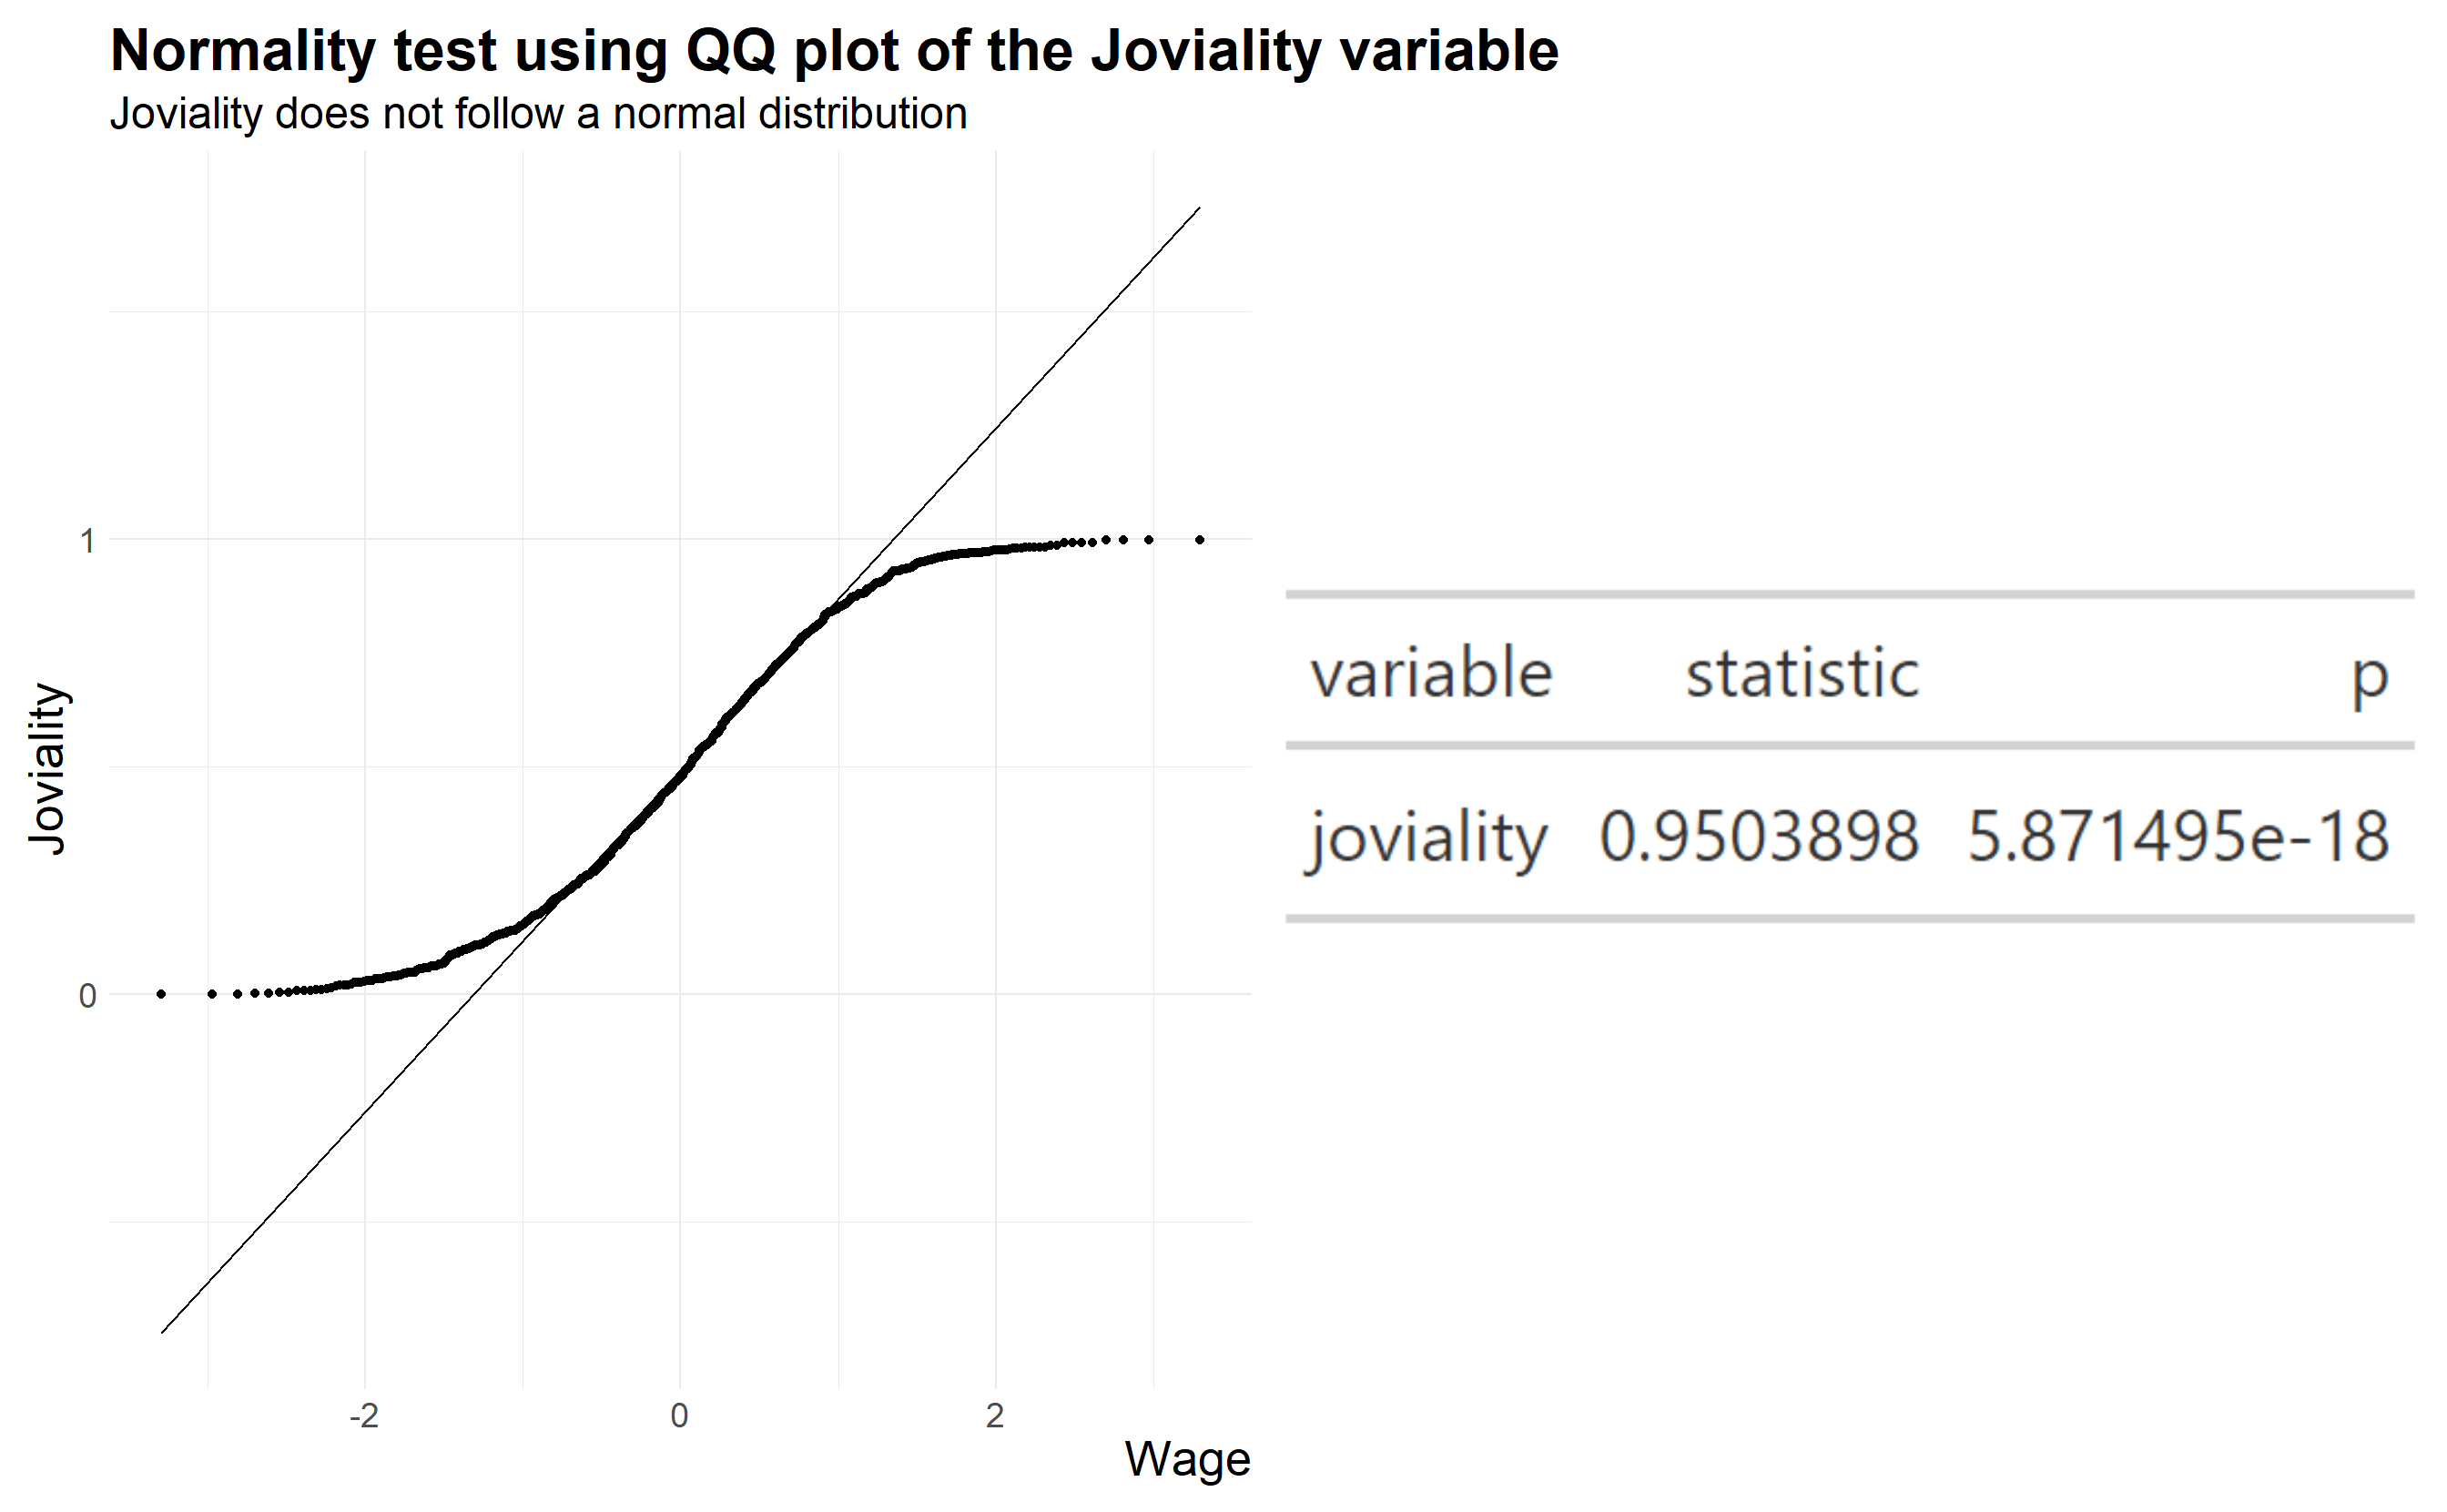 Normality test using QQ plot of the Joviality variable
Joviality does not follow a normal distribution
Joviality
1
0
-2 0 2
Wage
variable statistic p
joviality 0.9503898 5.871495e-18